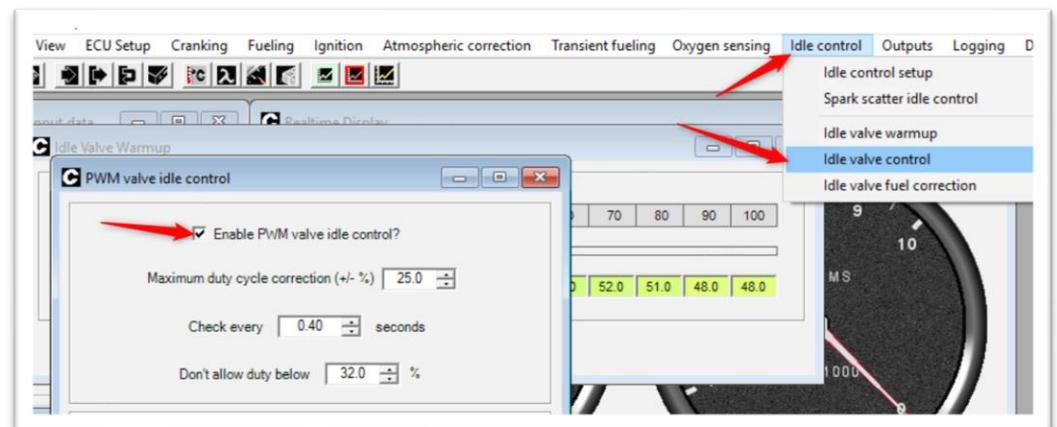 View ECU Setup Cranking Fueling Ignition Atmospheric correction Transient fueling Oxygen sensing Idle control Outputs Logging D
°C λ
Idle control setup
Spark scatter idle control
Idle valve warmup
Idle valve control
Idle valve fuel correction
nput data
Realtime Display
Idle Valve Warmup
PWM valve idle control
Enable PWM valve idle control?
Maximum duty cycle correction (+/- %) 25.0
Check every 0.40 seconds
Don't allow duty below 32.0 %
70 80 90 100
52.0 51.0 48.0 48.0
9
10
MS
1000